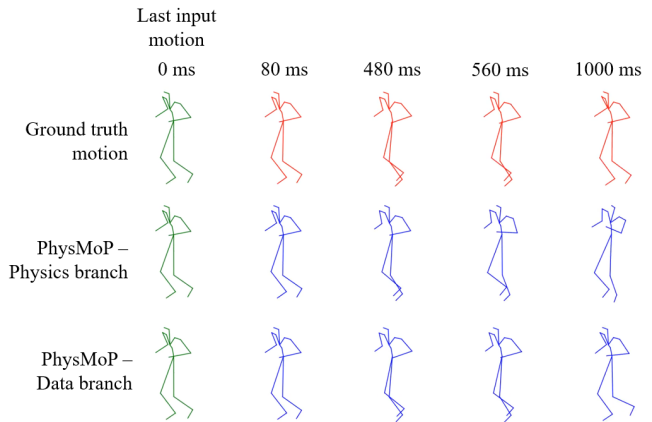 Last input
motion
0 ms 80 ms 480 ms 560 ms 1000 ms
Ground truth
motion
PhysMoP –
Physics branch
PhysMoP –
Data branch